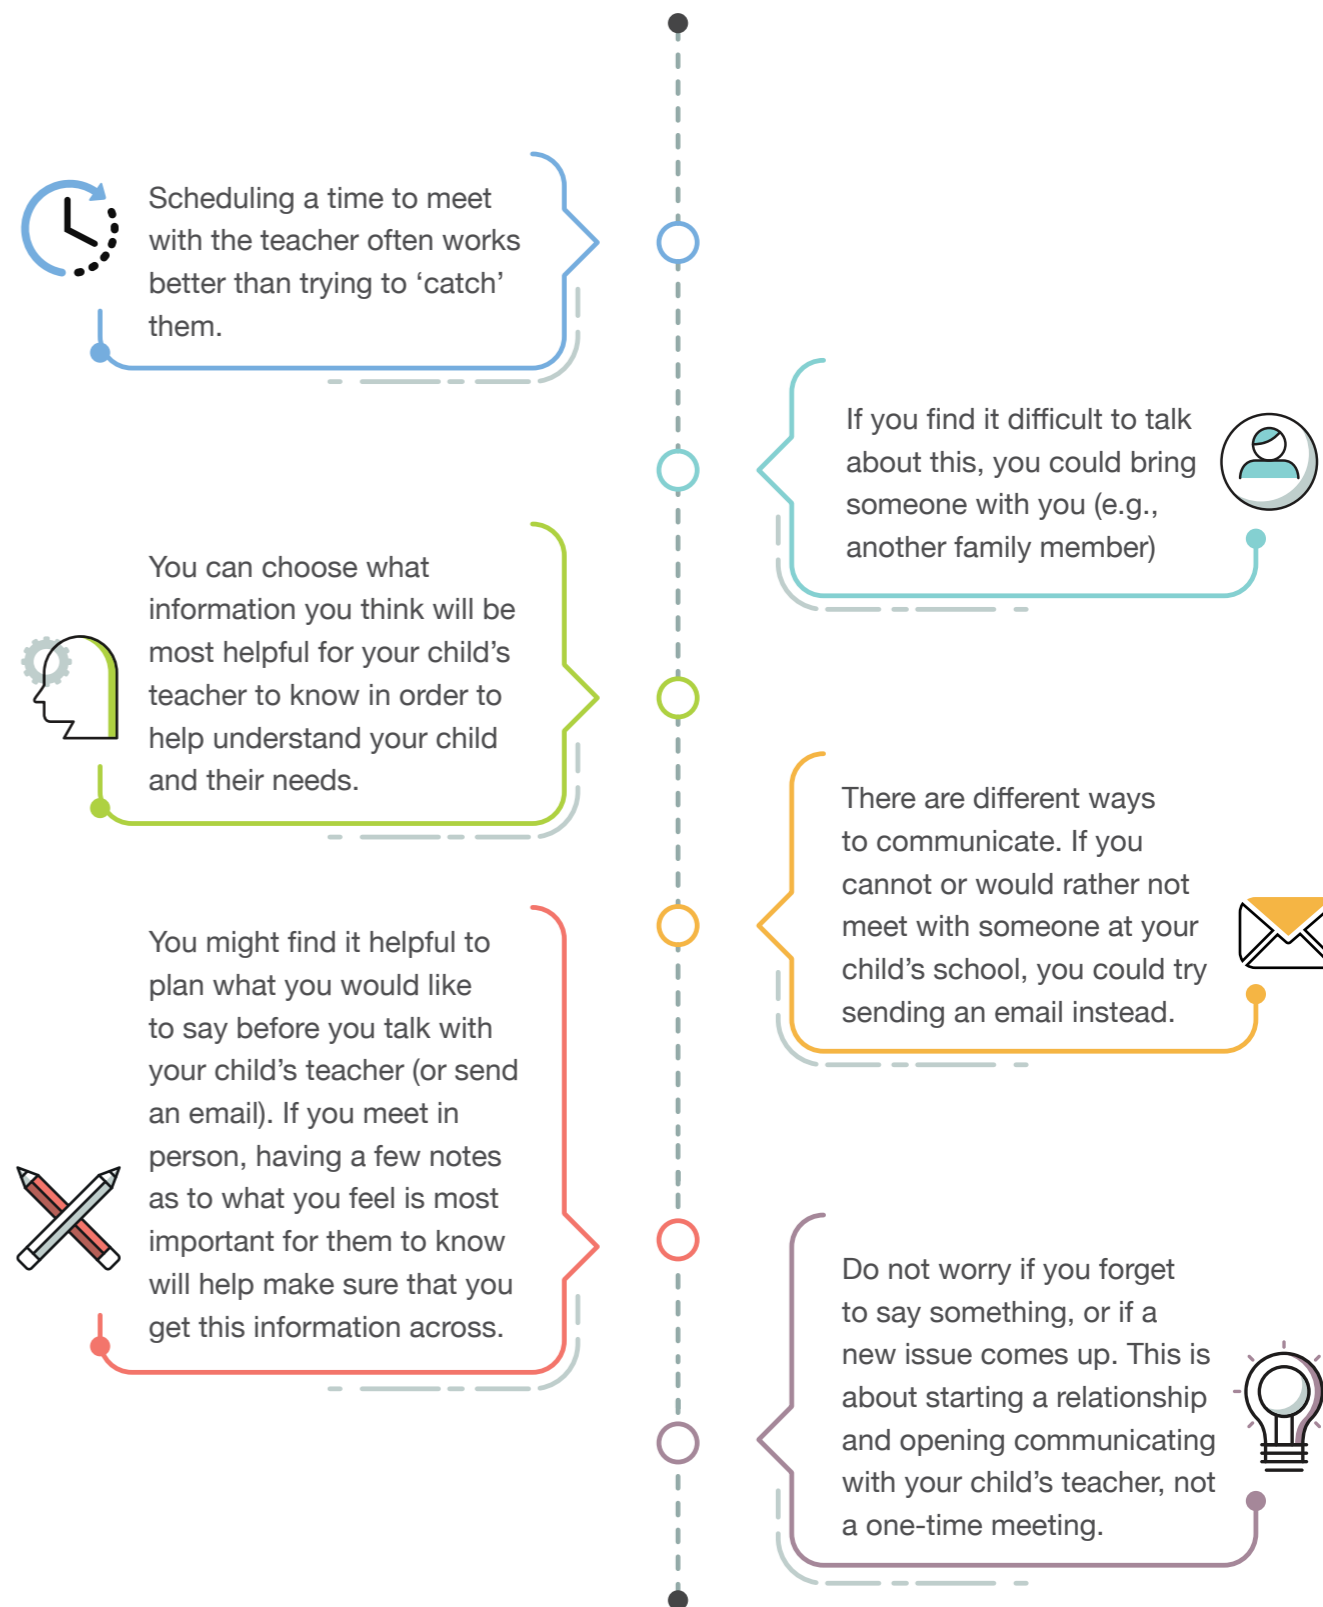 Scheduling a time to meet
with the teacher often works
better than trying to ‘catch’
them.
If you find it difficult to talk
about this, you could bring
someone with you (e.g.,
another family member)
You can choose what
information you think will be
most helpful for your child’s
teacher to know in order to
help understand your child
and their needs.
There are different ways
to communicate. If you
cannot or would rather not
meet with someone at your
child’s school, you could try
sending an email instead.
You might find it helpful to
plan what you would like
to say before you talk with
your child’s teacher (or send
an email). If you meet in
person, having a few notes
as to what you feel is most
important for them to know
will help make sure that you
get this information across.
Do not worry if you forget
to say something, or if a
new issue comes up. This is
about starting a relationship
and opening communicating
with your child’s teacher, not
a one-time meeting.